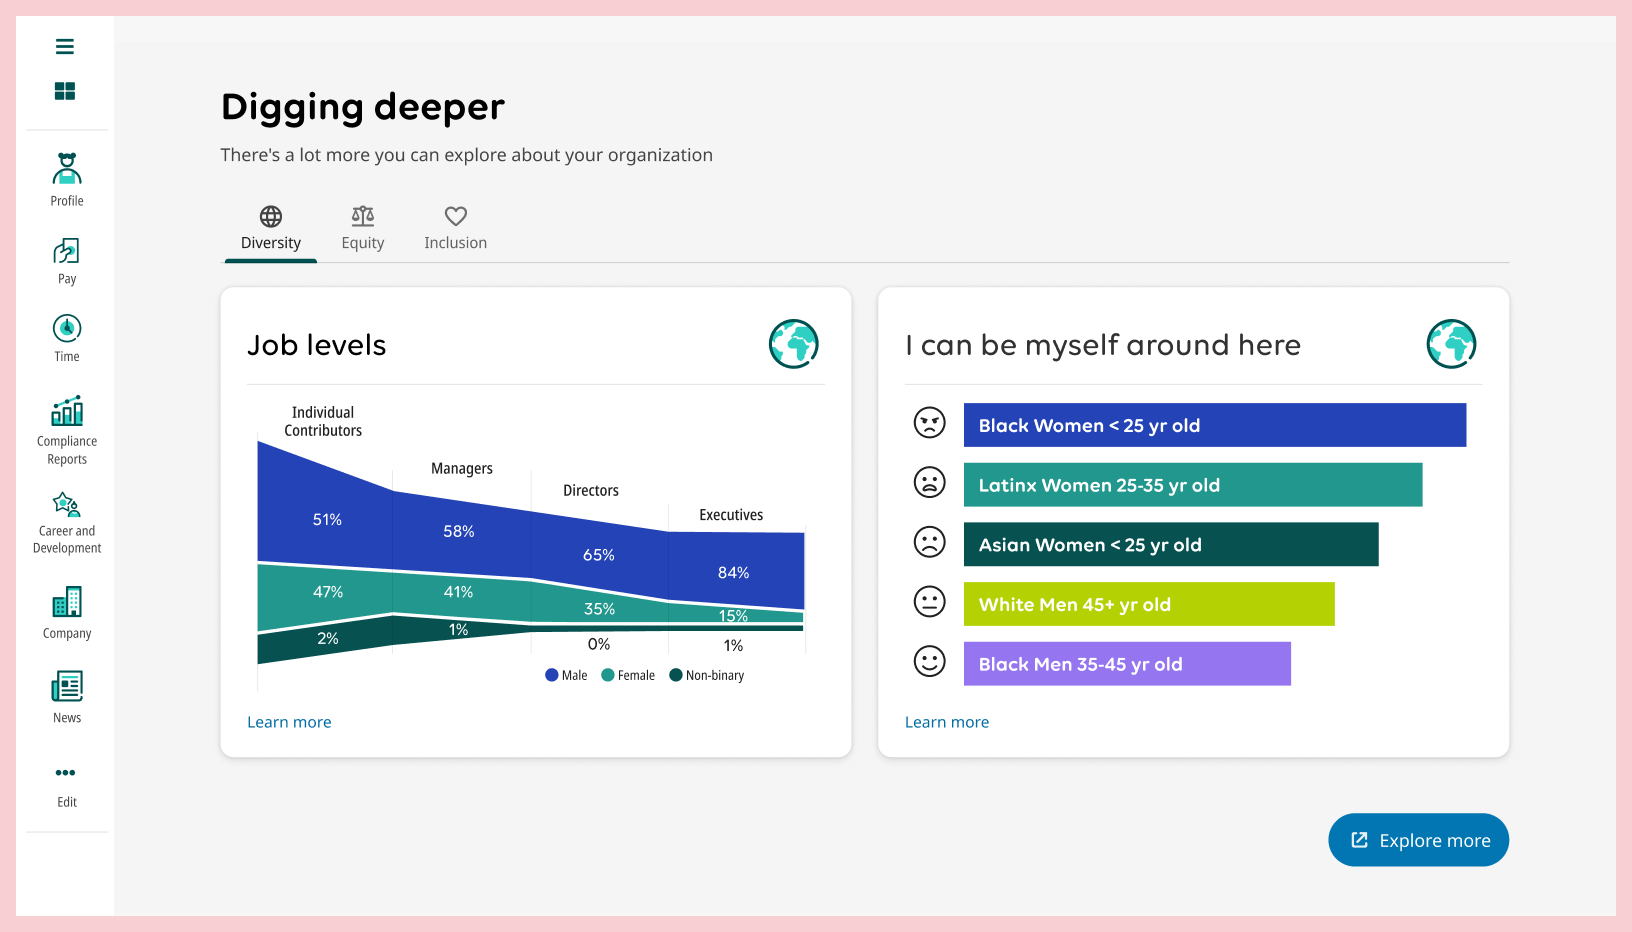 Profile
Pay
Time
Compliance
Reports
Career and
Development
Company
News
Edit
Digging deeper
There's a lot more you can explore about your organization
Diversity
Equity
Inclusion
Job levels
Individual
Contributors
Managers
Directors
Executives
51%
58%
65%
84%
47%
41%
35%
15%
2%
1%
0%
1%
Male
Female
Non-binary
Learn more
I can be myself around here
Black Women < 25 yr old
Latinx Women 25-35 yr old
Asian Women < 25 yr old
White Men 45+ yr old
Black Men 35-45 yr old
Learn more
Explore more